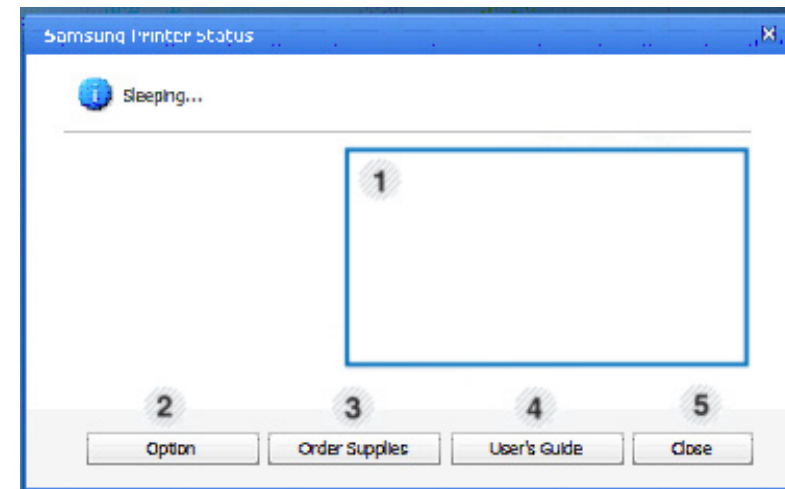 Samsung Printer Status
Sleeping...
1
2 3 4 5
Option Order Supplies User's Guide Close